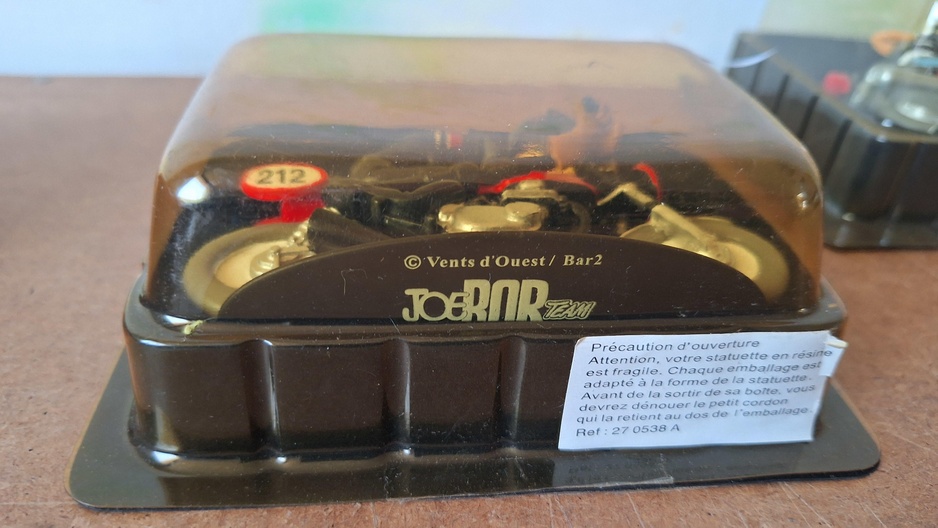 212
© Vents d'Ouest / Bar2
JOE BAR TEAM
Précaution d'ouverture
Attention, votre statuette en résine
est fragile. Chaque emballage est
adapté à la forme de la statuette.
Avant de la sortir de sa boîte, vous
devrez dénouer le petit cordon
qui la retient au dos de l'emballage.
Ref : 27 0538 A